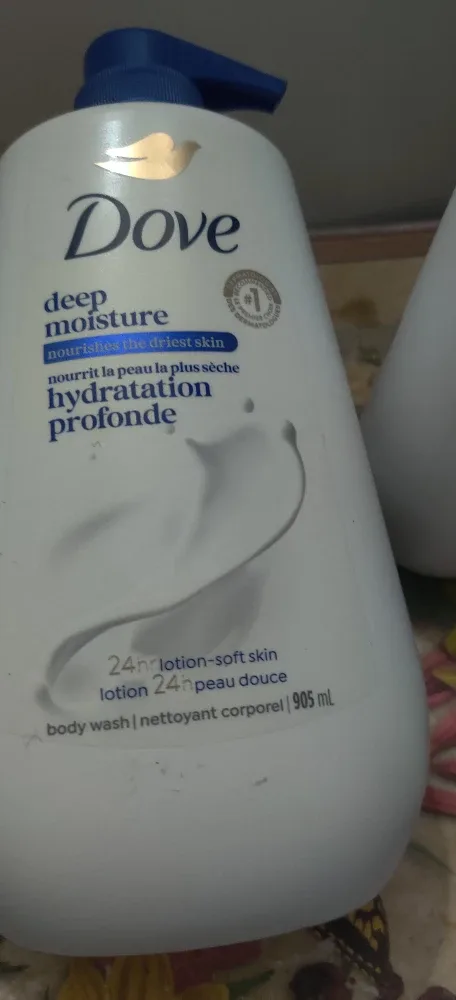 Dove
deep
moisture
#1
nourishes the driest skin
nourrit la peau la plus sèche
hydratation
profonde
24hr lotion-soft skin
lotion 24h peau douce
body wash | nettoyant corporel | 905 mL